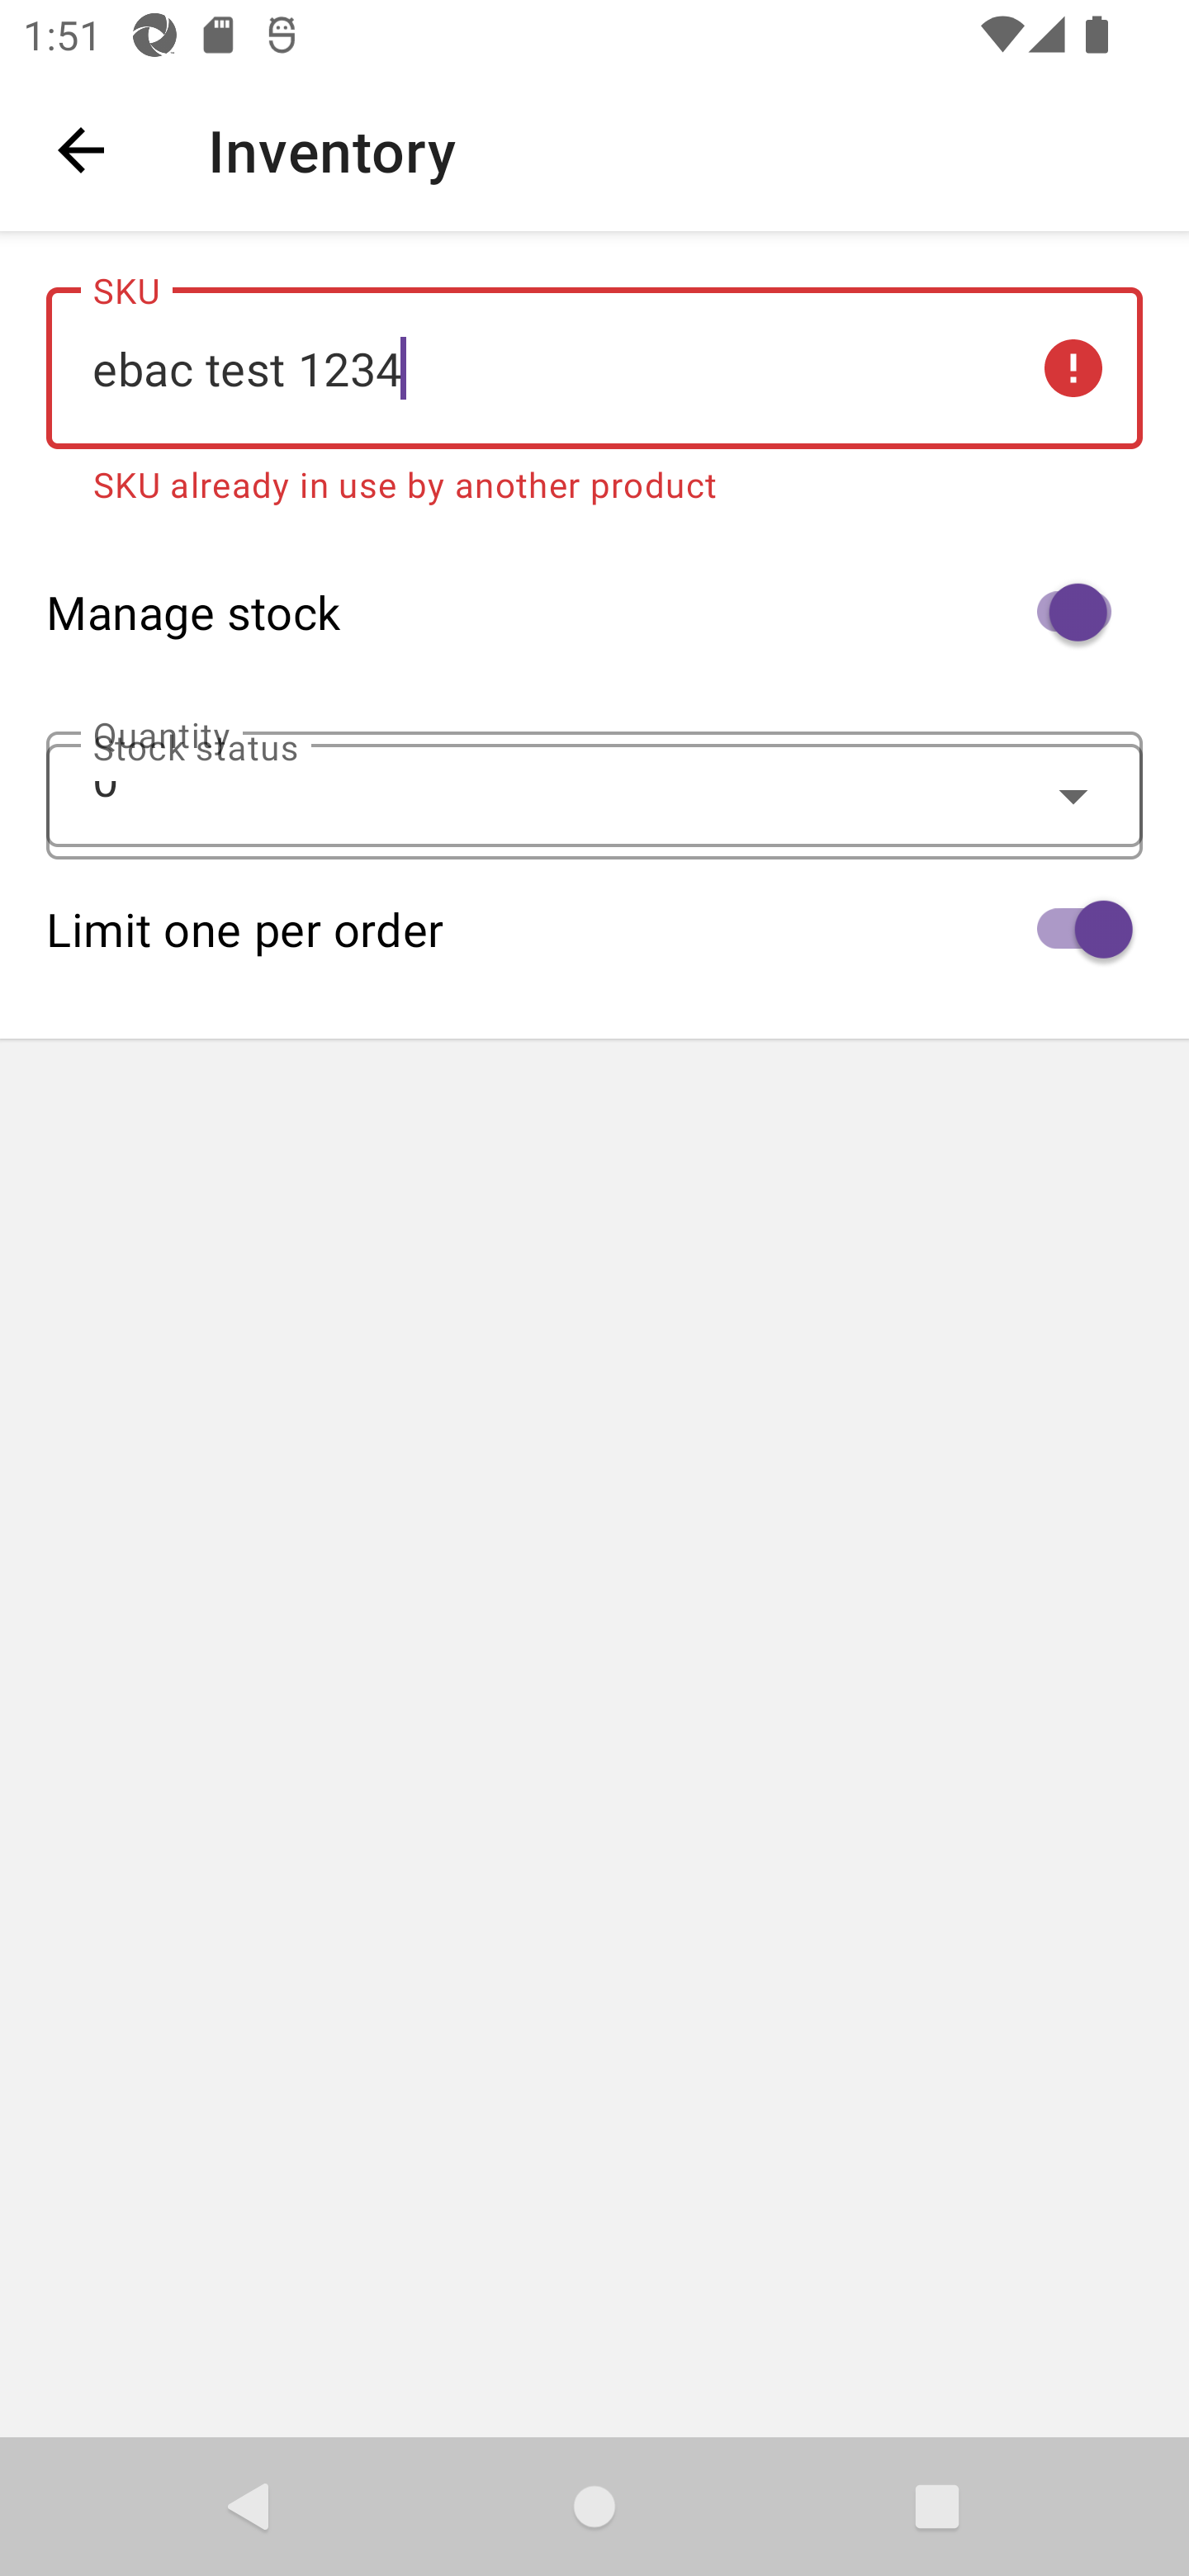 1:51
Inventory
SKU
ebac test 1234
SKU already in use by another product
Manage stock
Quantity
Stock status
Limit one per order